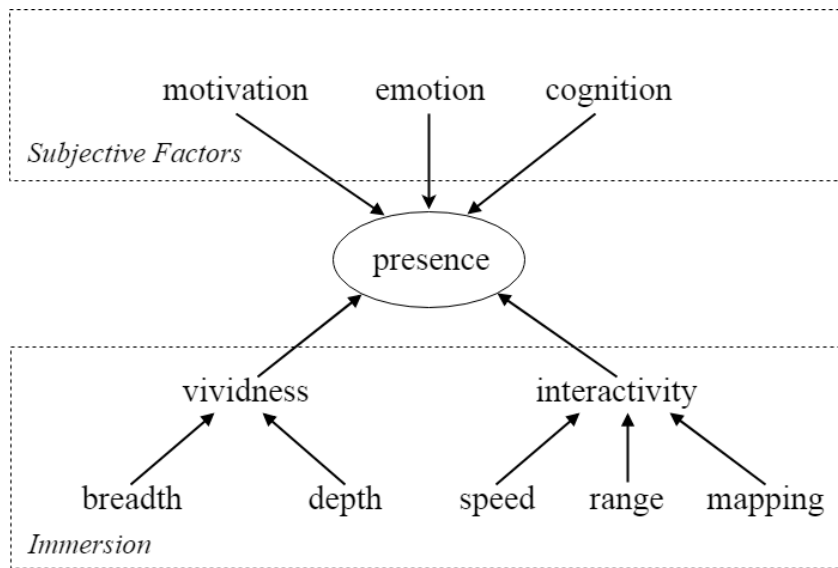 motivation emotion cognition
Subjective Factors
presence
vividness interactivity
breadth depth speed range mapping
Immersion